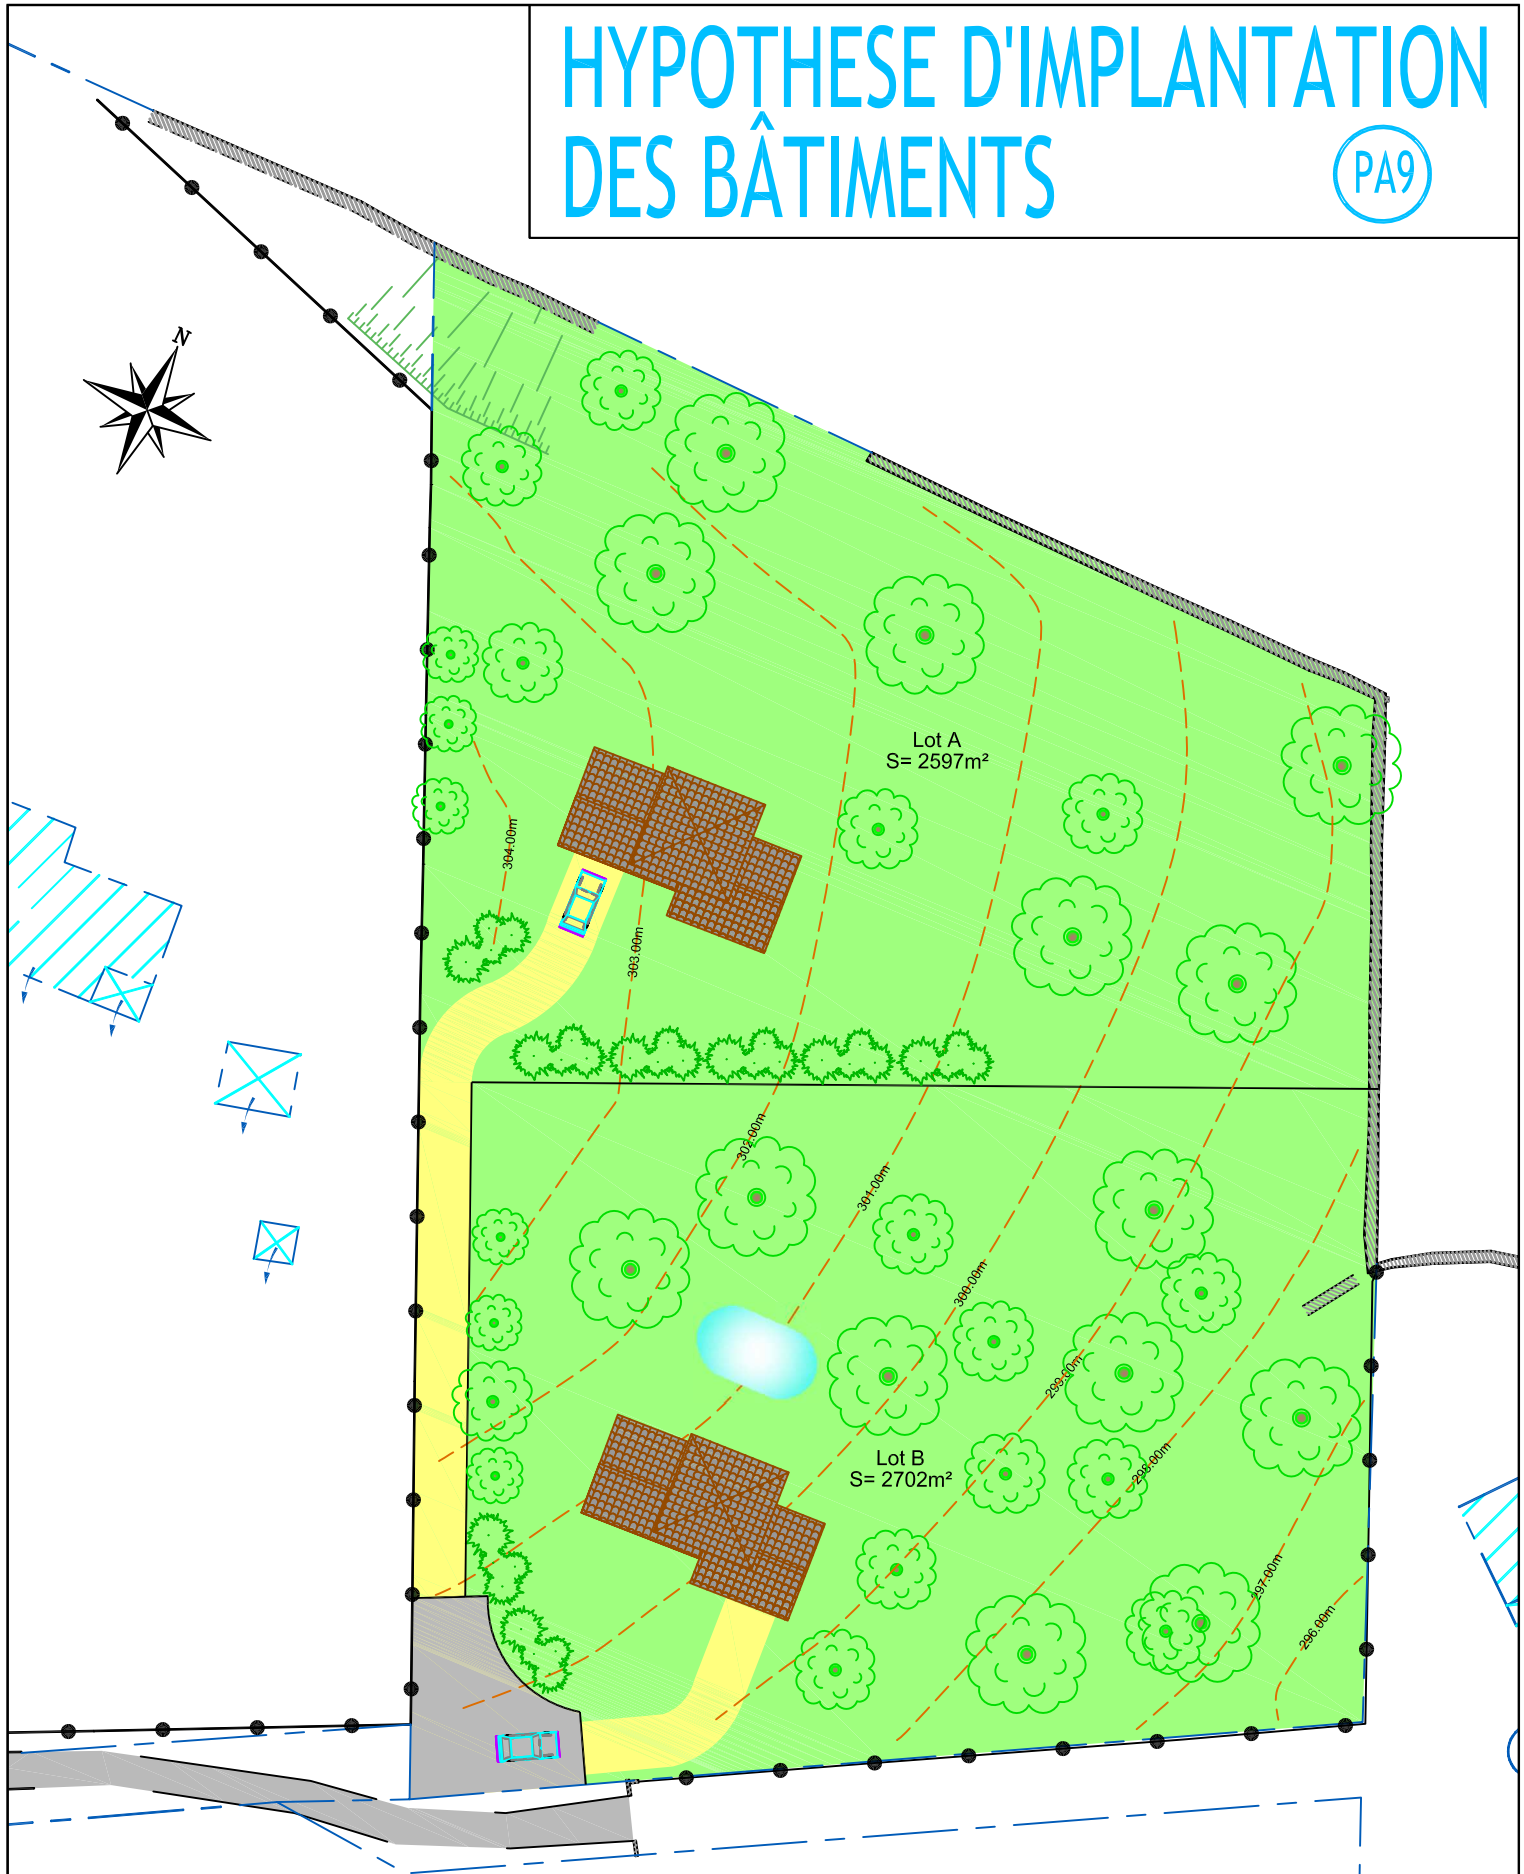 HYPOTHESE D'IMPLANTATION
DES BÂTIMENTS
PA9
N
Lot A
S= 2597m²
304.00m
303.00m
302.00m
301.00m
300.00m
299.00m
Lot B
S= 2702m²
298.00m
297.00m
296.00m